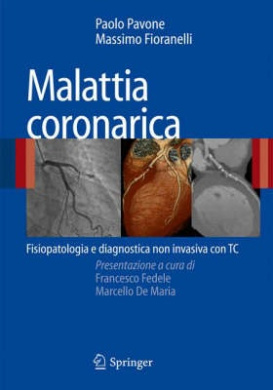 Paolo Pavone
Massimo Fioranelli
Malattia
coronarica
Fisiopatologia e diagnostica non invasiva con TC
Presentazione a cura di
Francesco Fedele
Marcello De Maria
Springer